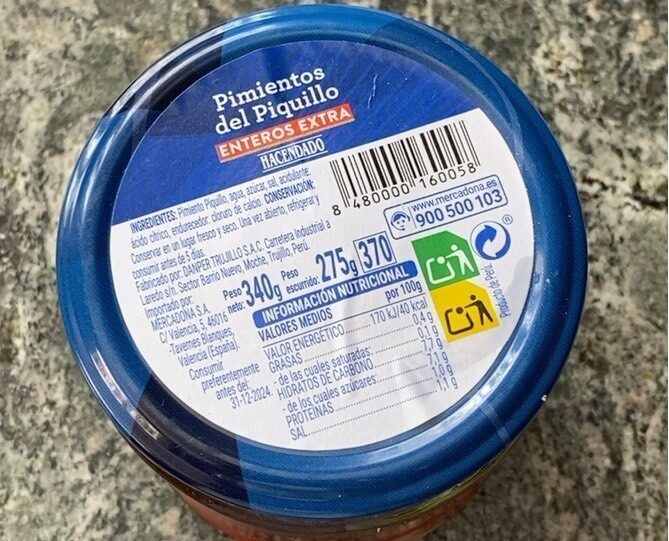 Pimientos
del Piquillo
ENTEROS EXTRA
HACENDADO
INGREDIENTES: Pimiento Piquillo, agua, azúcar, sal, acidulante:
ácido cítrico, endurecedor: cloruro de calcio. CONSERVACIÓN:
Conservar en un lugar fresco y seco. Una vez abierto, refrigerar y
consumir antes de 5 días.
Fabricado por: DANPER TRUJILLO S.A.C. Carretera Industrial a
Laredo s/n. Sector Barrio Nuevo, Moche, Trujillo, Perú.
Importado por:
MERCADONA S.A.
C/ Valencia, 5, 46016
-Tavernes Blanques,
Valencia (España).
Consumir
preferentemente
antes del:
31-12-2024
8 480000 160058
www.mercadona.es
900 500 103
Peso neto: 340g Peso escurrido: 275g 370
INFORMACIÓN NUTRICIONAL
VALORES MEDIOS por 100g
VALOR ENERGÉTICO 170 kJ/40 kcal
GRASAS 0,4 g
- de las cuales saturadas 0,1 g
HIDRATOS DE CARBONO 7,7 g
- de los cuales azúcares 7,1 g
PROTEÍNAS 1,0 g
SAL 1,1 g
®
Producto de Perú.